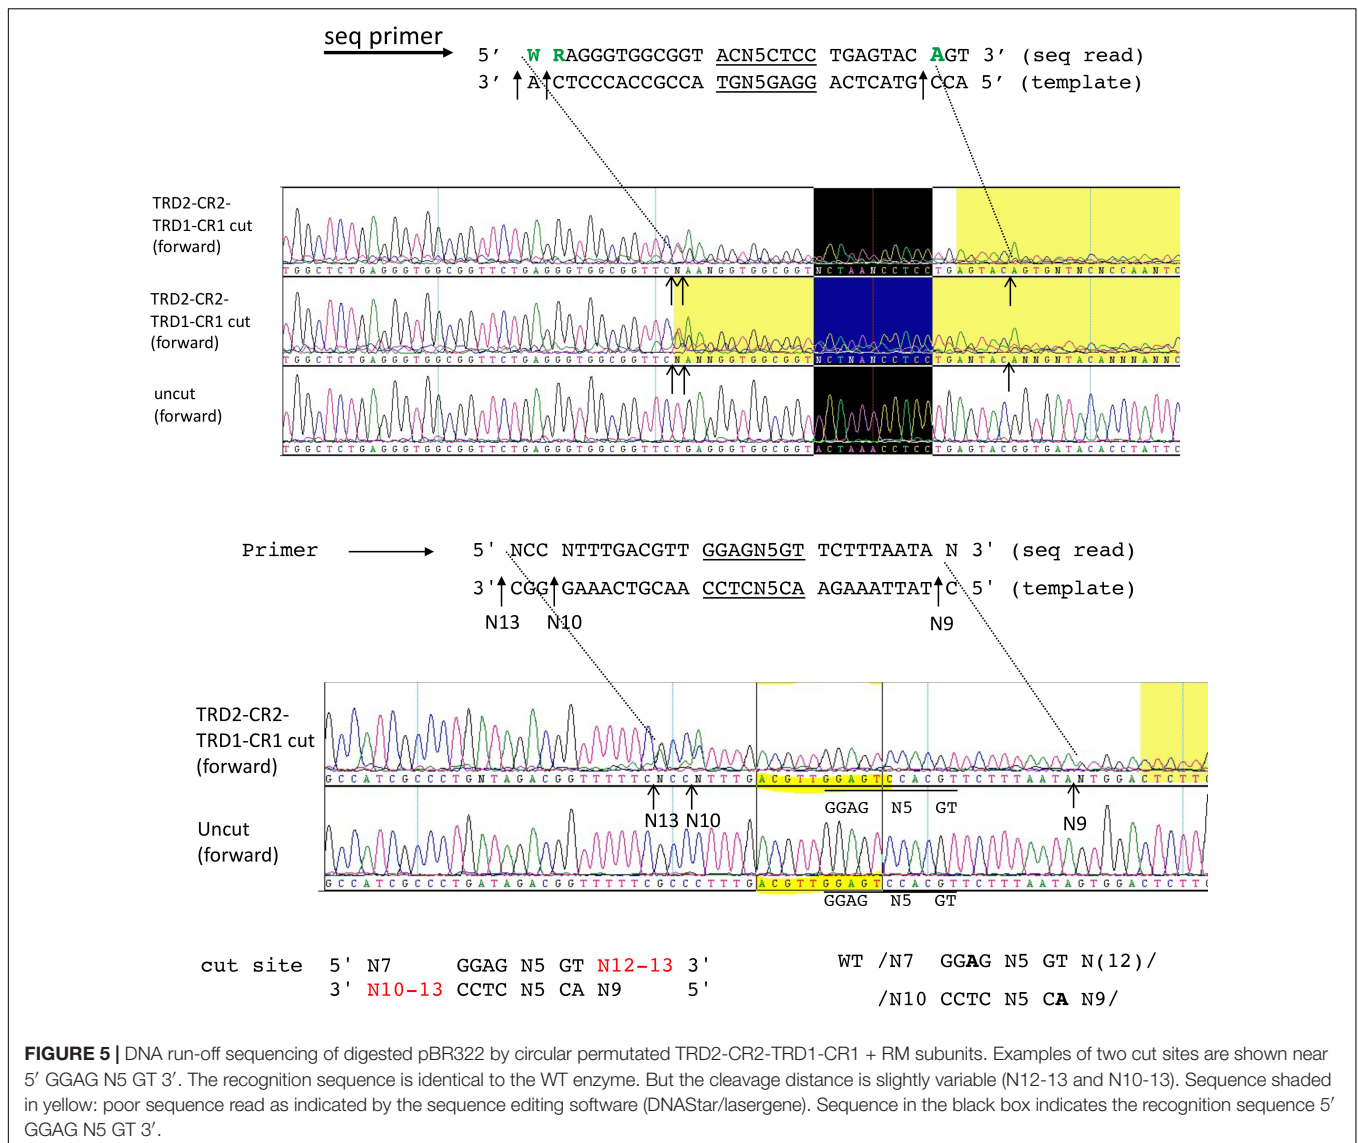 seq primer
5’ W RAGGGTGGCGGT ACN5CTCC TGAGTAC AGT 3’ (seq read)
3’ A CTCCCACCGCCA TGN5GAGG ACTCATG CCA 5’ (template)
TRD2-CR2-
TRD1-CR1 cut
(forward)
TGGCTCTGAGGGTGGCGGTTCTGAGGGTGGCGGTTCNAANGGTGGCGGTNCTAANCCTCCTGAGTACAGTGNTNCNCCAANTC
TRD2-CR2-
TRD1-CR1 cut
(forward)
TGGCTCTGAGGGTGGCGGTTCTGAGGGTGGCGGTTCNANNGGTGGCGGTNCTNANCCTCCTGANTACANNGNTACANNNANNC
uncut
(forward)
TGGCTCTGAGGGTGGCGGTTCTGAGGGTGGCGGTTCTGAGGGTGGCGGTACTAAACCTCCTGAGTACGGTGATACACCTATTC
Primer
5' NCC NTTTGACGTT GGAGN5GT TCTTTAATA N 3' (seq read)
3' CGG GAAACTGCAA CCTCN5CA AGAAATTAT C 5' (template)
N13 N10 N9
TRD2-CR2-
TRD1-CR1 cut
(forward)
GCCATCGCCCTGNTAGACGGTTTTTCNCCNTTTGACGTTGGAGTCCACGTTCTTTAATANTGGACTCTTG
GGAG N5 GT
N13 N10 N9
Uncut
(forward)
GCCATCGCCCTGATAGACGGTTTTTCGCCCTTTGACGTTGGAGTCCACGTTCTTTAATAGTGGACTCTTG
GGAG N5 GT
cut site 5' N7 GGAG N5 GT N12-13 3'
3' N10-13 CCTC N5 CA N9 5'
WT /N7 GGAG N5 GT N(12)/
/N10 CCTC N5 CA N9/
FIGURE 5 | DNA run-off sequencing of digested pBR322 by circular permutated TRD2-CR2-TRD1-CR1 + RM subunits. Examples of two cut sites are shown near
5′ GGAG N5 GT 3′. The recognition sequence is identical to the WT enzyme. But the cleavage distance is slightly variable (N12-13 and N10-13). Sequence shaded
in yellow: poor sequence read as indicated by the sequence editing software (DNAStar/lasergene). Sequence in the black box indicates the recognition sequence 5′
GGAG N5 GT 3′.